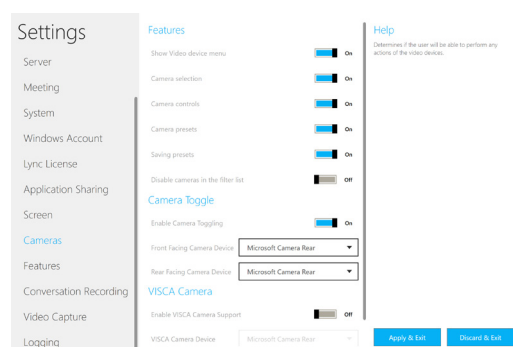 Settings
Server
Meeting
System
Windows Account
Lync License
Application Sharing
Screen
Cameras
Features
Conversation Recording
Video Capture
Logging
Features
Show Video device menu On
Camera selection On
Camera controls On
Camera presets On
Saving presets On
Disable cameras in the filter list Off
Camera Toggle
Enable Camera Toggling On
Front Facing Camera Device Microsoft Camera Rear
Rear Facing Camera Device Microsoft Camera Rear
VISCA Camera
Enable VISCA Camera Support Off
VISCA Camera Device Microsoft Camera Rear
Help
Determines if the user will be able to perform any
actions of the video devices.
Apply & Exit Discard & Exit